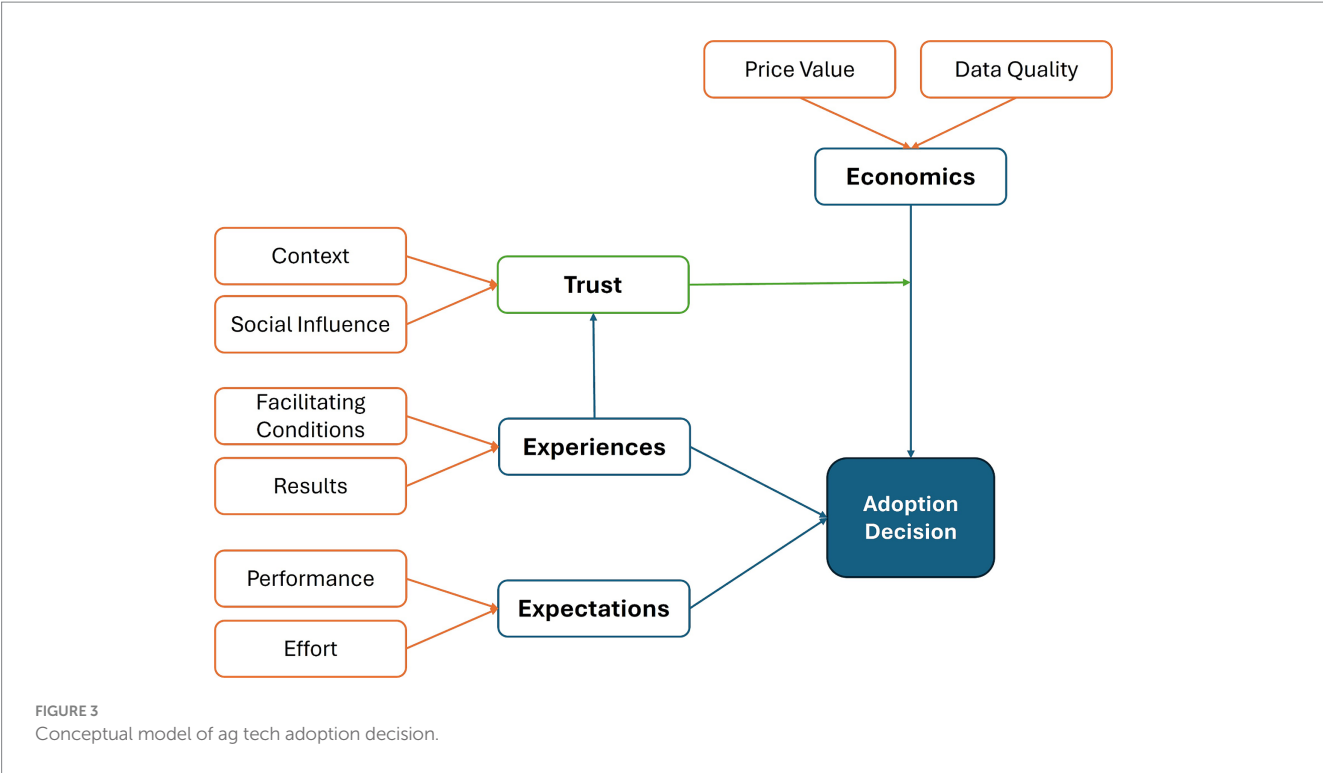 Price Value
Data Quality
Economics
Context
Trust
Social Influence
Facilitating
Conditions
Experiences
Results
Adoption
Decision
Performance
Expectations
Effort
FIGURE 3
Conceptual model of ag tech adoption decision.